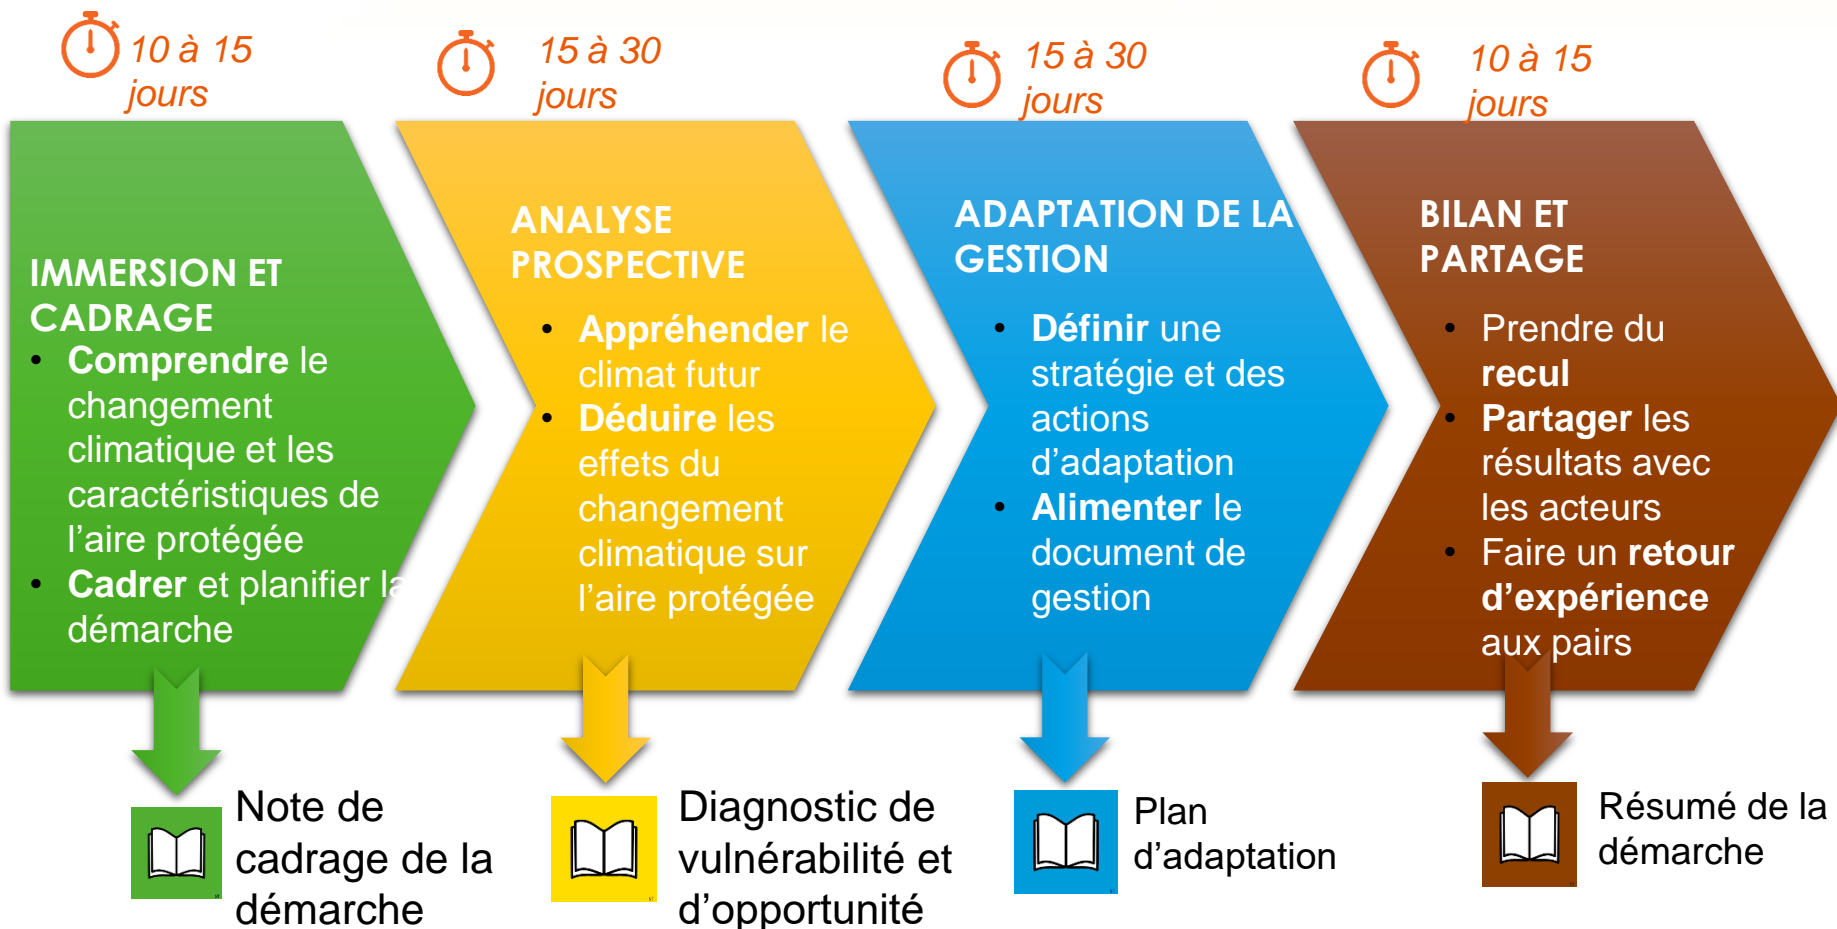 10 à 15
jours
15 à 30
jours
15 à 30
jours
10 à 15
jours
IMMERSION ET
CADRAGE
• Comprendre le
changement
climatique et les
caractéristiques de
l’aire protégée
• Cadrer et planifier la
démarche
ANALYSE
PROSPECTIVE
• Appréhender le
climat futur
• Déduire les
effets du
changement
climatique sur
l’aire protégée
ADAPTATION DE LA
GESTION
• Définir une
stratégie et des
actions
d’adaptation
• Alimenter le
document de
gestion
BILAN ET
PARTAGE
• Prendre du
recul
• Partager les
résultats avec
les acteurs
• Faire un retour
d’expérience
aux pairs
Note de
cadrage de la
démarche
Diagnostic de
vulnérabilité et
d’opportunité
Plan
d’adaptation
Résumé de la
démarche